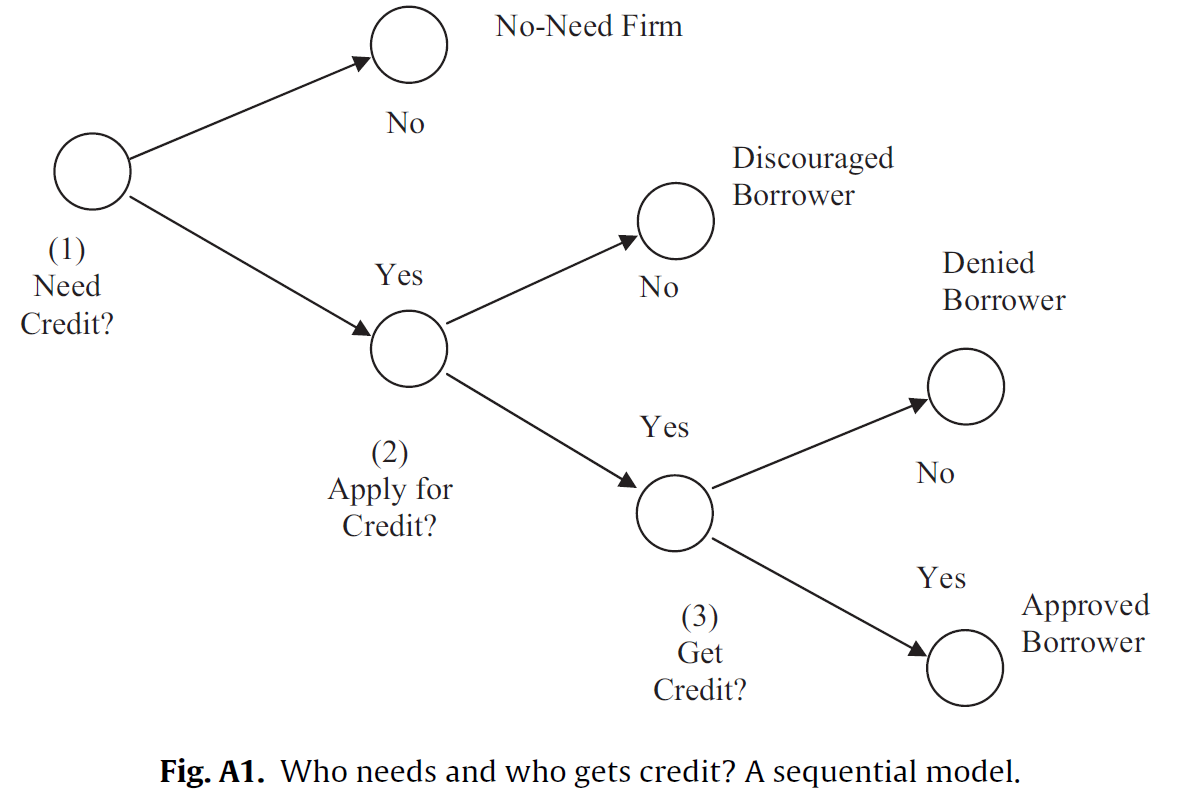 No-Need Firm
No
Discouraged
Borrower
(1)
Need
Credit?
Yes
No
Denied
Borrower
(2)
Apply for
Credit?
Yes
No
(3)
Get
Credit?
Yes
Approved
Borrower
Fig. A1. Who needs and who gets credit? A sequential model.